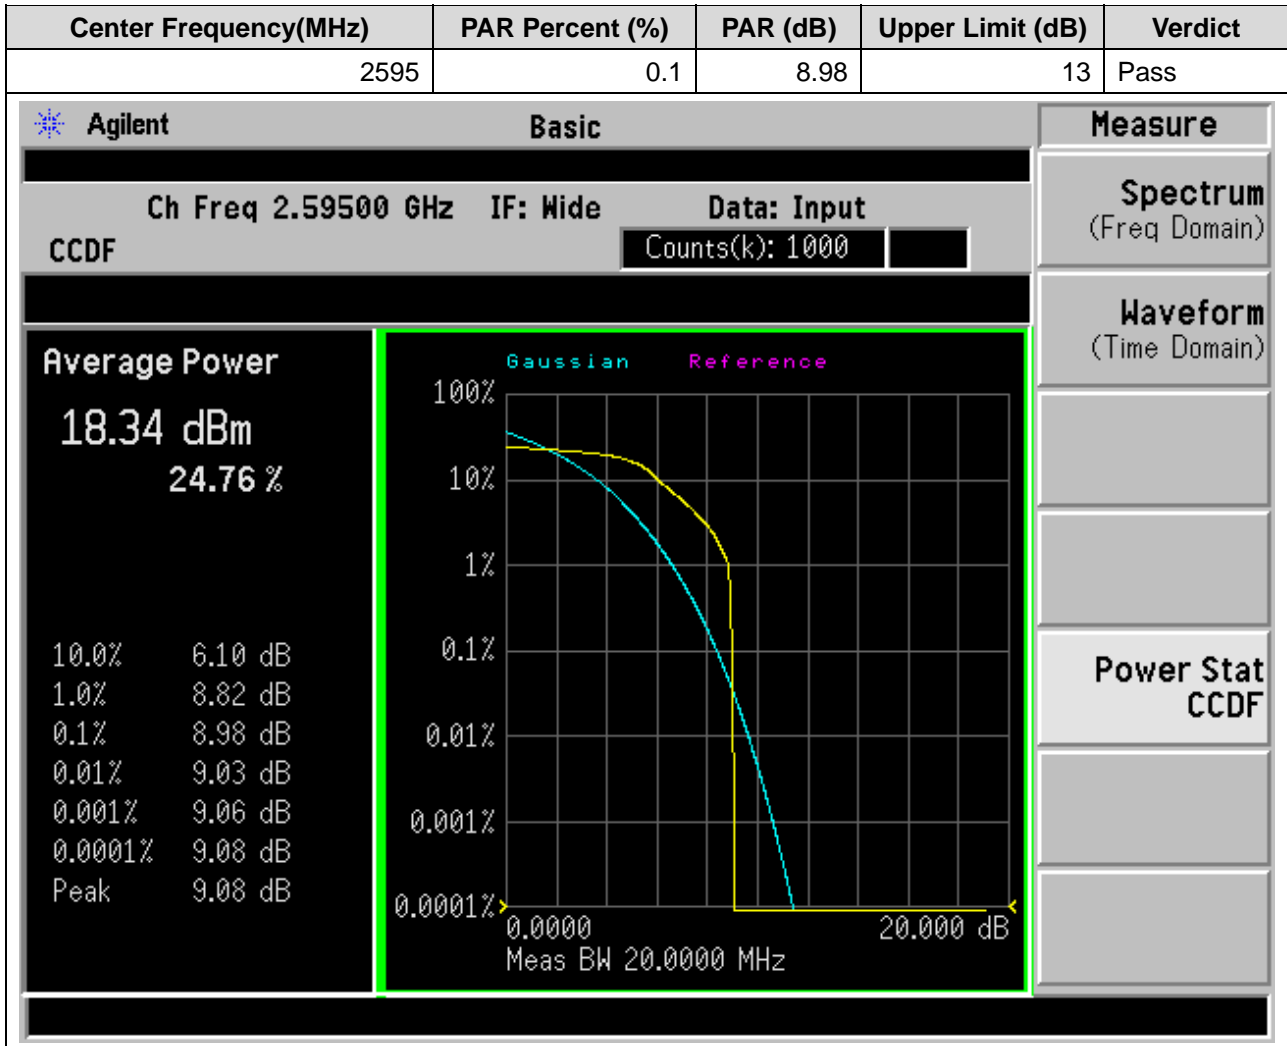 Center Frequency(MHz) PAR Percent (%) PAR (dB) Upper Limit (dB) Verdict
2595 0.1 8.98 13 Pass
Agilent Basic Measure
Ch Freq 2.59500 GHz IF: Wide Data: Input
CCDF Counts(k): 1000
Average Power
18.34 dBm
24.76 %
10.0% 6.10 dB
1.0% 8.82 dB
0.1% 8.98 dB
0.01% 9.03 dB
0.001% 9.06 dB
0.0001% 9.08 dB
Peak 9.08 dB
Gaussian Reference
100%
10%
1%
0.1%
0.01%
0.001%
0.0001%
0.0000 20.000 dB
Meas BW 20.0000 MHz
Spectrum
(Freq Domain)
Waveform
(Time Domain)
Power Stat
CCDF